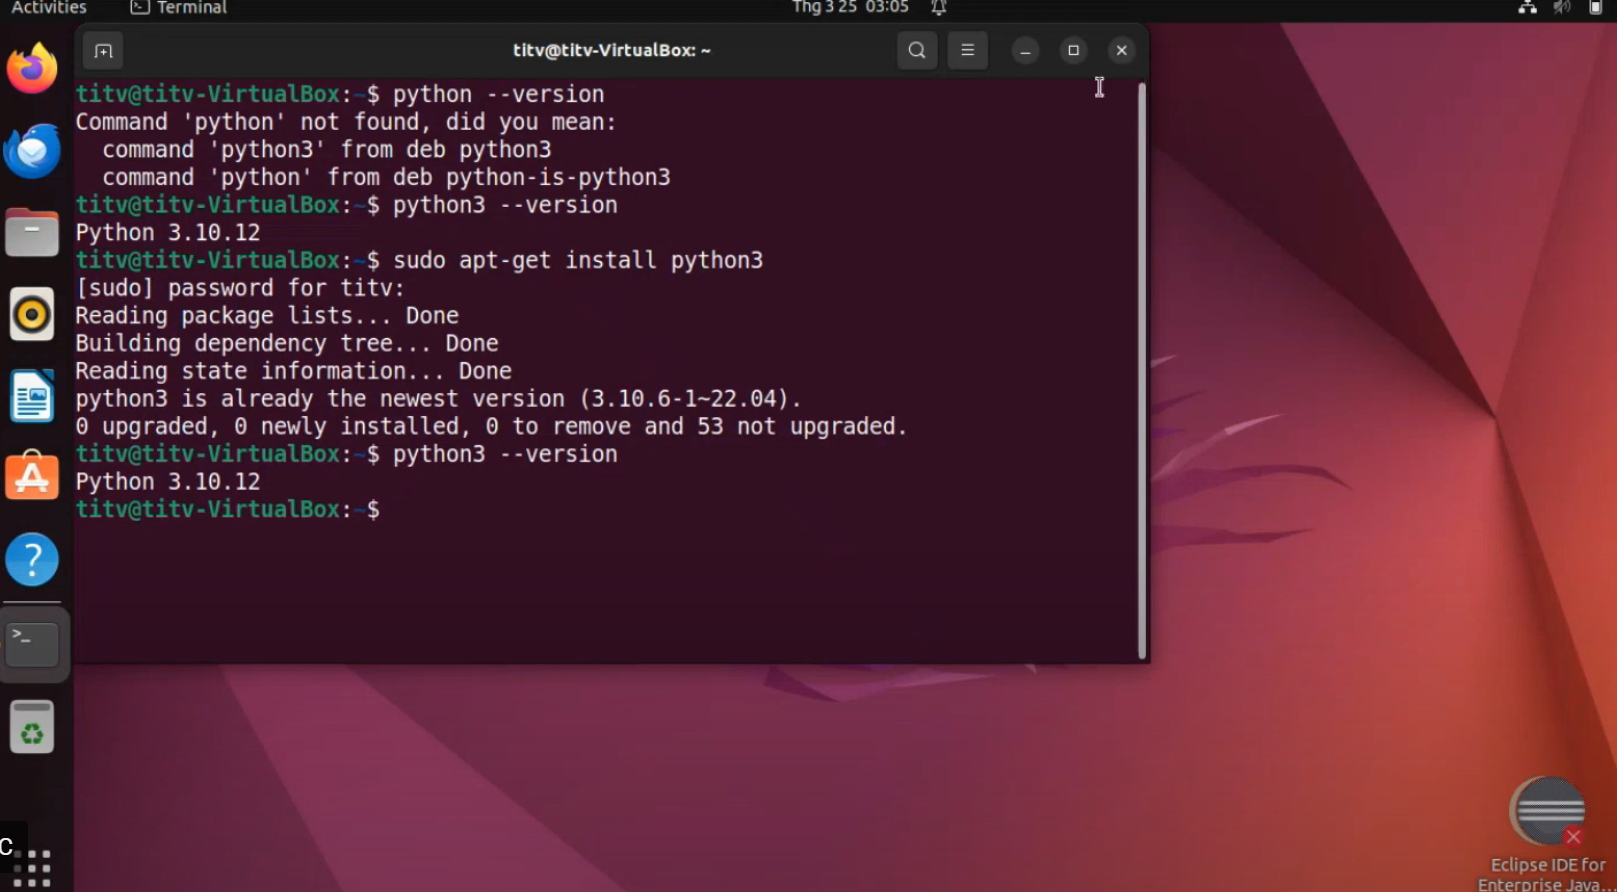 Activities
Terminal
Thg 3 25 03:05
titv@titv-VirtualBox: ~
titv@titv-VirtualBox:~$ python --version
Command 'python' not found, did you mean:
  command 'python3' from deb python3
  command 'python' from deb python-is-python3
titv@titv-VirtualBox:~$ python3 --version
Python 3.10.12
titv@titv-VirtualBox:~$ sudo apt-get install python3
[sudo] password for titv:
Reading package lists... Done
Building dependency tree... Done
Reading state information... Done
python3 is already the newest version (3.10.6-1~22.04).
0 upgraded, 0 newly installed, 0 to remove and 53 not upgraded.
titv@titv-VirtualBox:~$ python3 --version
Python 3.10.12
titv@titv-VirtualBox:~$
C
Eclipse IDE for
Enterprise Java...